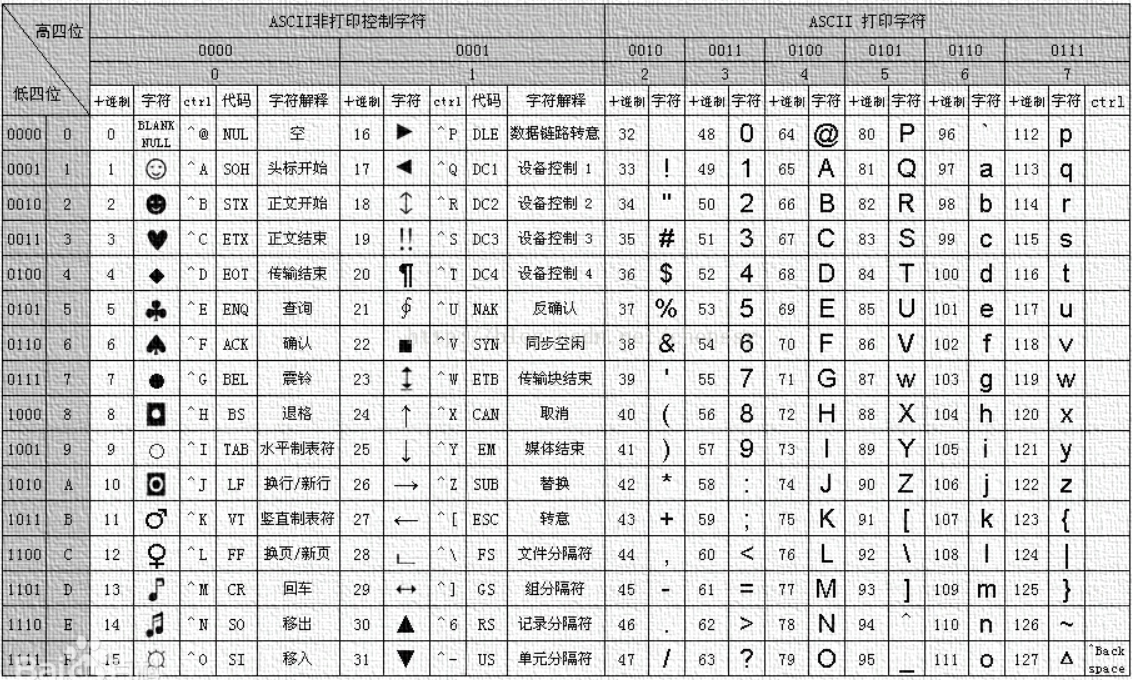 高四位 ASCII非打印控制字符 ASCII 打印字符
0000 0001 0010 0011 0100 0101 0110 0111
0 1 2 3 4 5 6 7
低四位 十进制 字符 ctrl 代码 字符解释 十进制 字符 ctrl 代码 字符解释 十进制 字符 十进制 字符 十进制 字符 十进制 字符 十进制 字符 十进制 字符 ctrl
0000 0 0 BLANK NULL ^@ NUL 空 16 ► ^P DLE 数据链路转意 32 48 0 64 @ 80 P 96 ` 112 p
0001 1 1 ☺ ^A SOH 头标开始 17 ◄ ^Q DC1 设备控制 1 33 ! 49 1 65 A 81 Q 97 a 113 q
0010 2 2 ☻ ^B STX 正文开始 18 ↕ ^R DC2 设备控制 2 34 " 50 2 66 B 82 R 98 b 114 r
0011 3 3 ♥ ^C ETX 正文结束 19 ‼ ^S DC3 设备控制 3 35 # 51 3 67 C 83 S 99 c 115 s
0100 4 4 ♦ ^D EOT 传输结束 20 ¶ ^T DC4 设备控制 4 36 $ 52 4 68 D 84 T 100 d 116 t
0101 5 5 ♣ ^E ENQ 查询 21 ∮ ^U NAK 反确认 37 % 53 5 69 E 85 U 101 e 117 u
0110 6 6 ♠ ^F ACK 确认 22 ■ ^V SYN 同步空闲 38 & 54 6 70 F 86 V 102 f 118 v
0111 7 7 ● ^G BEL 震铃 23 ↨ ^W ETB 传输块结束 39 ' 55 7 71 G 87 w 103 g 119 w
1000 8 8 ◘ ^H BS 退格 24 ↑ ^X CAN 取消 40 ( 56 8 72 H 88 X 104 h 120 x
1001 9 9 ○ ^I TAB 水平制表符 25 ↓ ^Y EM 媒体结束 41 ) 57 9 73 I 89 Y 105 i 121 y
1010 A 10 ◙ ^J LF 换行/新行 26 → ^Z SUB 替换 42 * 58 : 74 J 90 Z 106 j 122 z
1011 B 11 ♂ ^K VT 竖直制表符 27 ← ^[ ESC 转意 43 + 59 ; 75 K 91 [ 107 k 123 {
1100 C 12 ♀ ^L FF 换页/新页 28 ∟ ^\ FS 文件分隔符 44 , 60 < 76 L 92 \ 108 l 124 |
1101 D 13 ♪ ^M CR 回车 29 ↔ ^] GS 组分隔符 45 - 61 = 77 M 93 ] 109 m 125 }
1110 E 14 ♫ ^N SO 移出 30 ▲ ^6 RS 记录分隔符 46 . 62 > 78 N 94 ^ 110 n 126 ~
1111 F 15 ☼ ^O SI 移入 31 ▼ ^- US 单元分隔符 47 / 63 ? 79 O 95 _ 111 o 127 Δ ^Back space